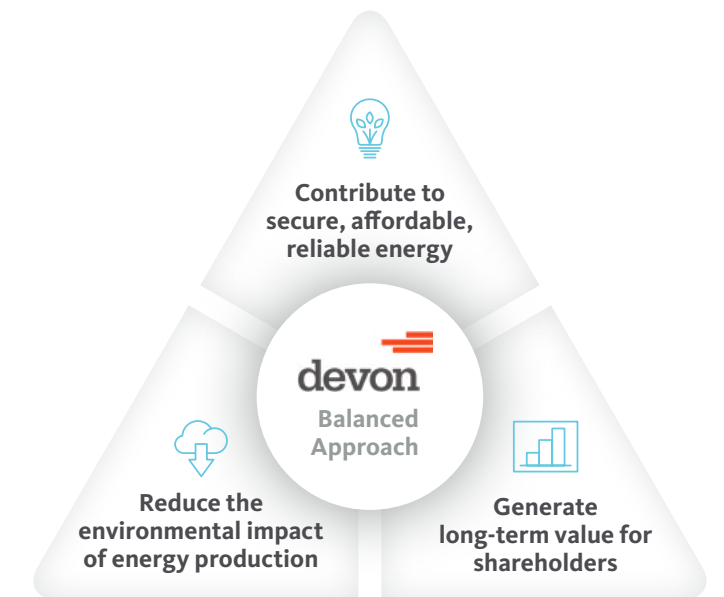 Contribute to
secure, affordable,
reliable energy
devon
Balanced
Approach
Reduce the
environmental impact
of energy production
Generate
long-term value for
shareholders